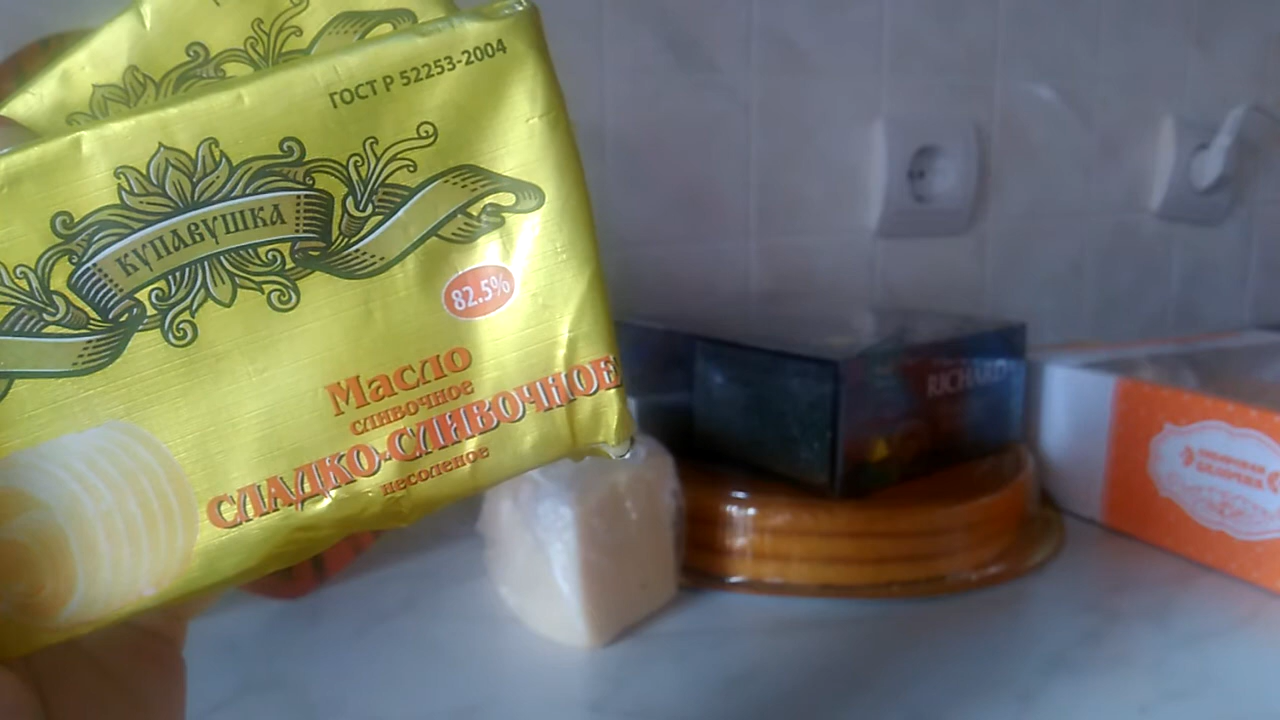 ГОСТ Р 52253-2004
КУПАВУШКА
82.5%
Масло
сливочное
СЛАДКО-СЛИВОЧНОЕ
несоленое
RICHARD